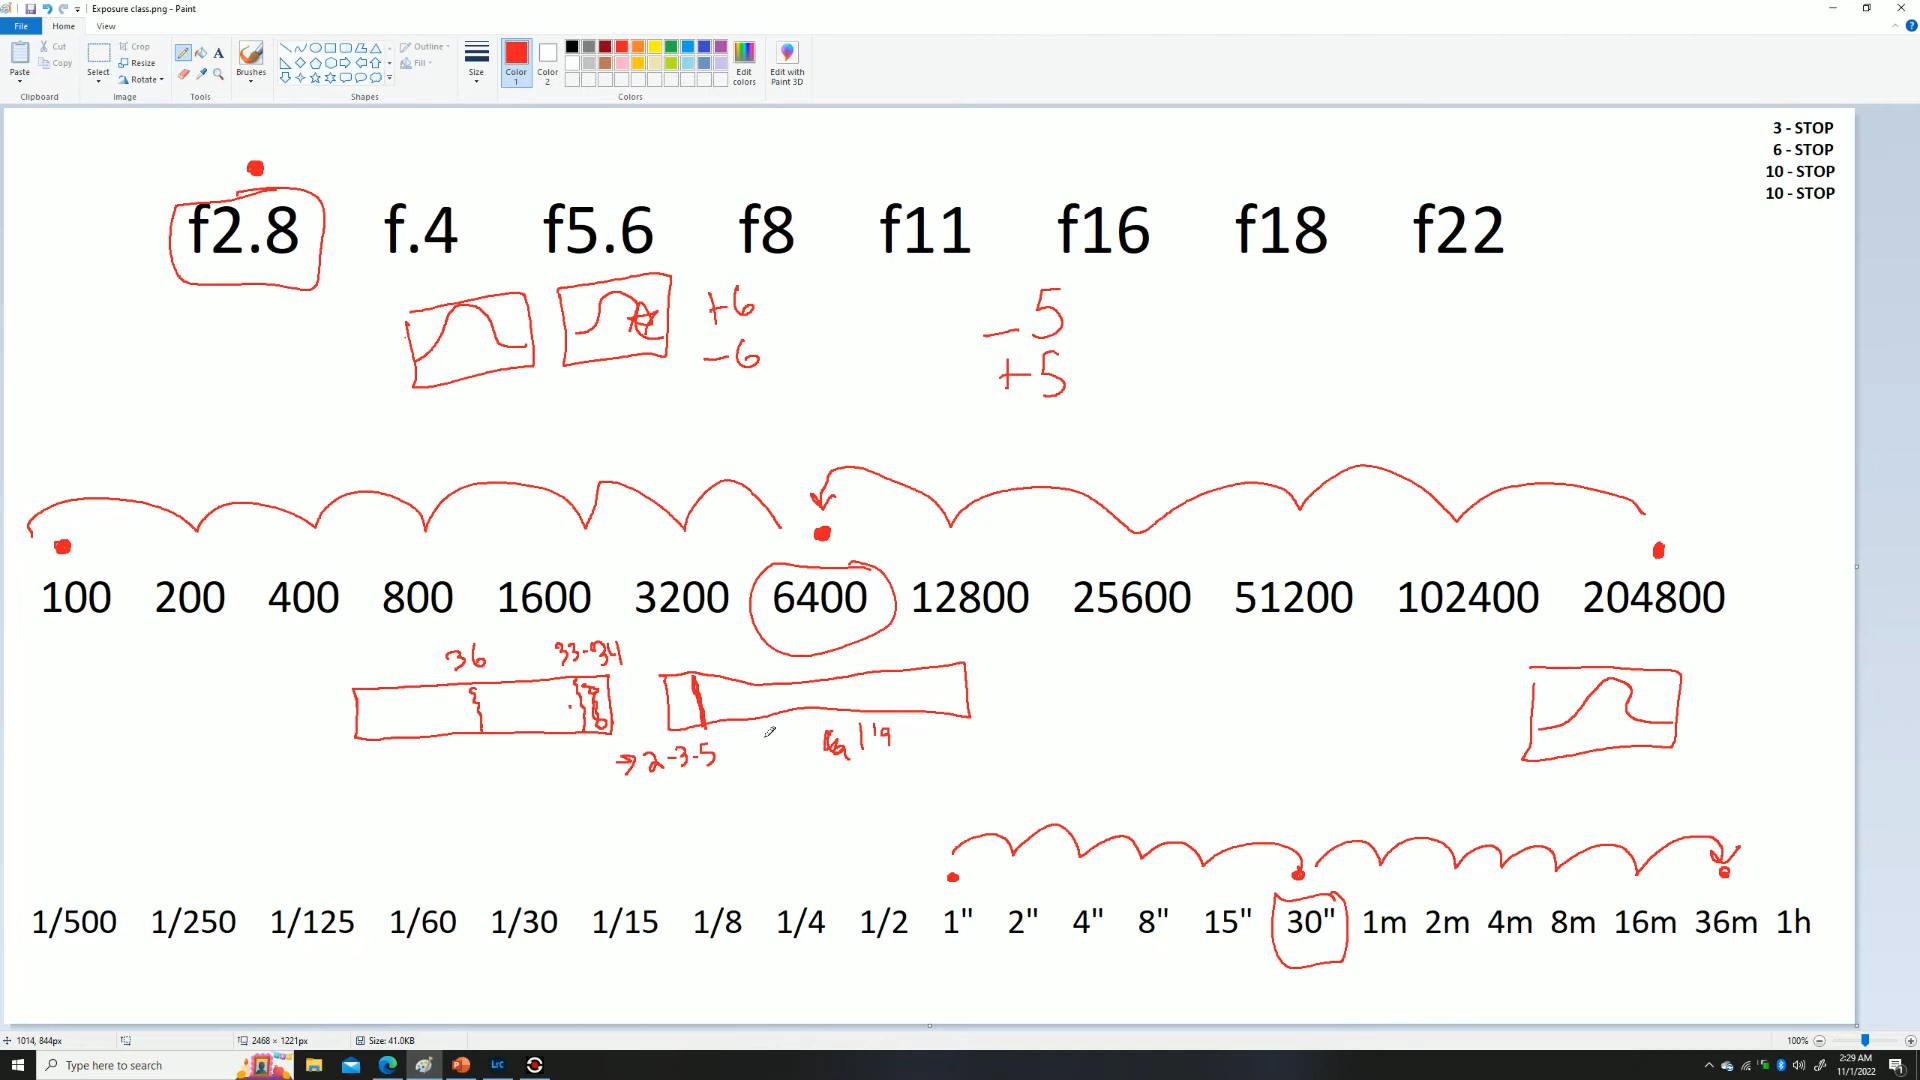 Exposure class.png - Paint
File Home View
Paste Cut Copy Select Crop Resize Rotate Brushes Outline Fill Size Color 1 Color 2 Edit colors Edit with Paint 3D
Clipboard Image Tools Shapes Colors
3 - STOP
6 - STOP
10 - STOP
10 - STOP
f2.8 f.4 f5.6 f8 f11 f16 f18 f22
+6
-6
-5
+5
100 200 400 800 1600 3200 6400 12800 25600 51200 102400 204800
36 33-34
2-3-5
1/500 1/250 1/125 1/60 1/30 1/15 1/8 1/4 1/2 1" 2" 4" 8" 15" 30" 1m 2m 4m 8m 16m 36m 1h
1014, 844px 2468 × 1221px Size: 41.0KB 100%
Type here to search
Lrc
2:29 AM
11/1/2022